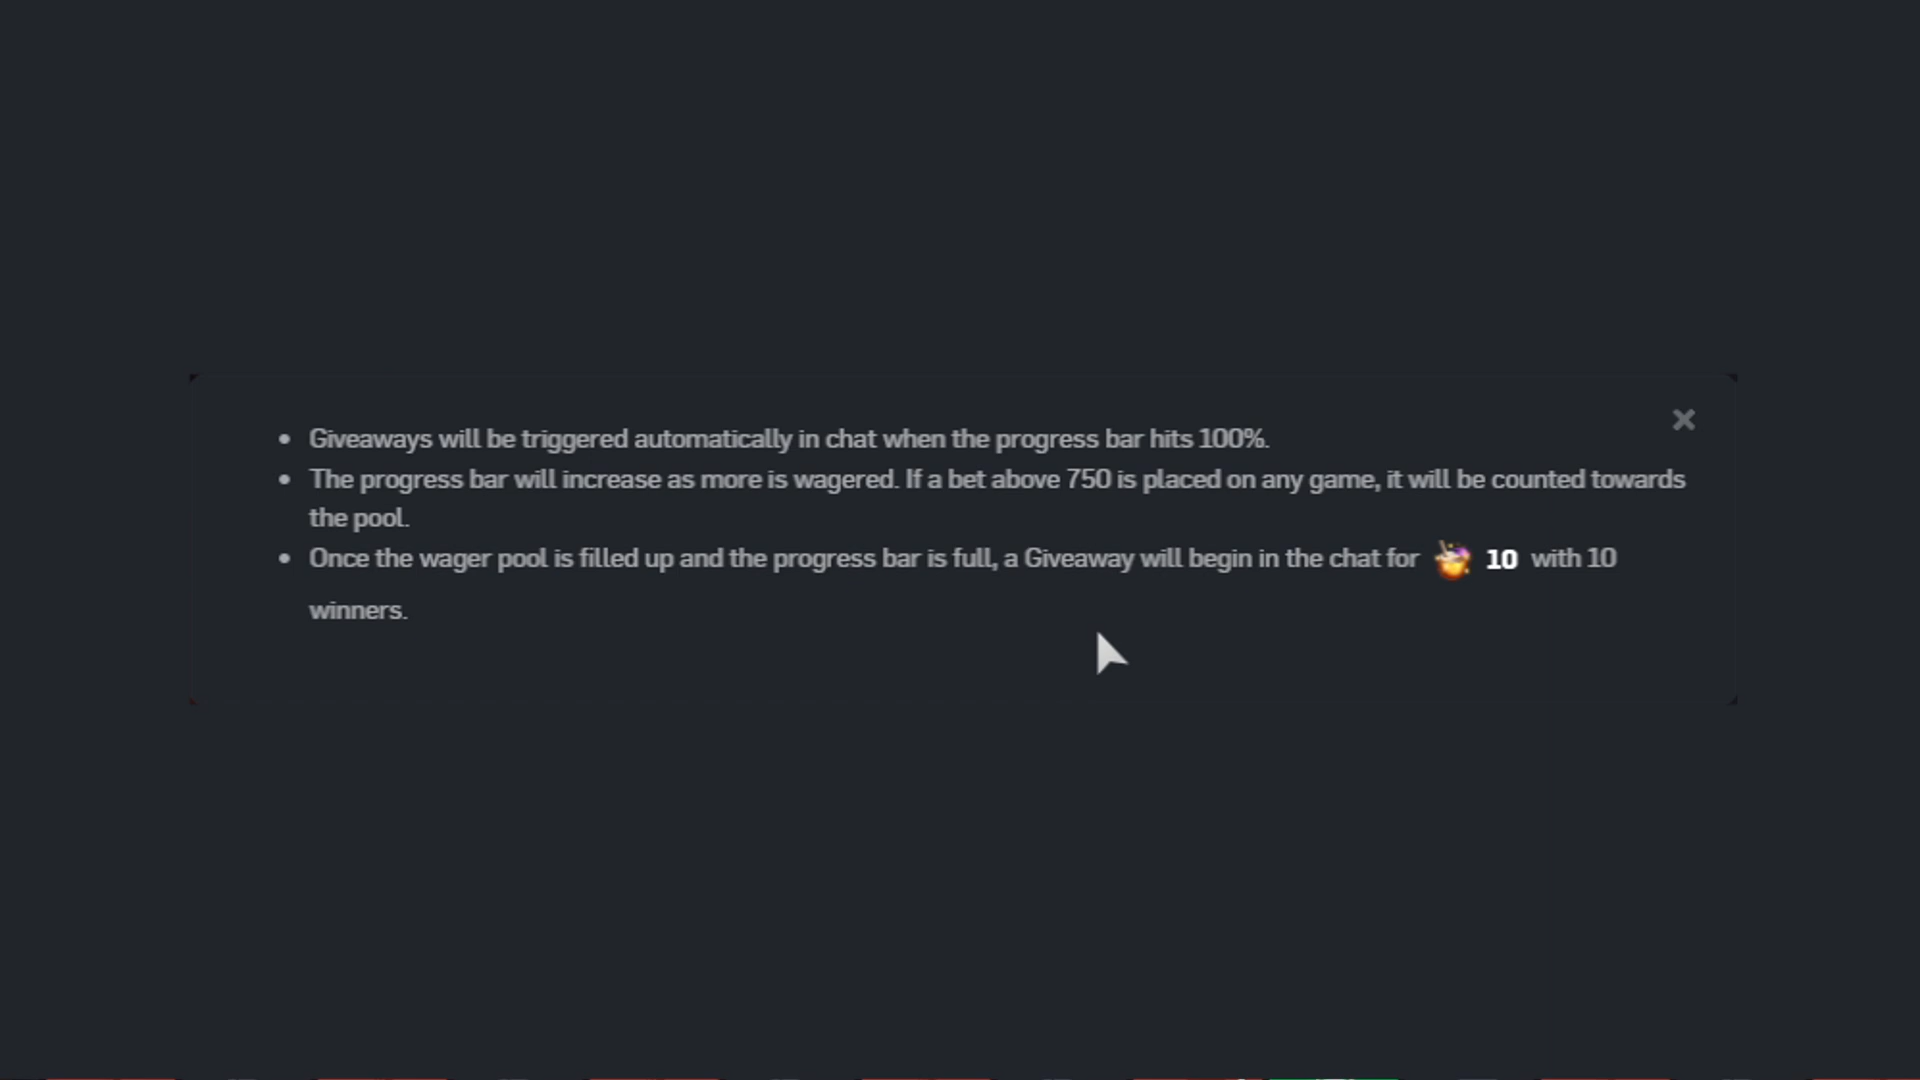 • Giveaways will be triggered automatically in chat when the progress bar hits 100%.
• The progress bar will increase as more is wagered. If a bet above 750 is placed on any game, it will be counted towards
the pool.
• Once the wager pool is filled up and the progress bar is full, a Giveaway will begin in the chat for 10 with 10
winners.